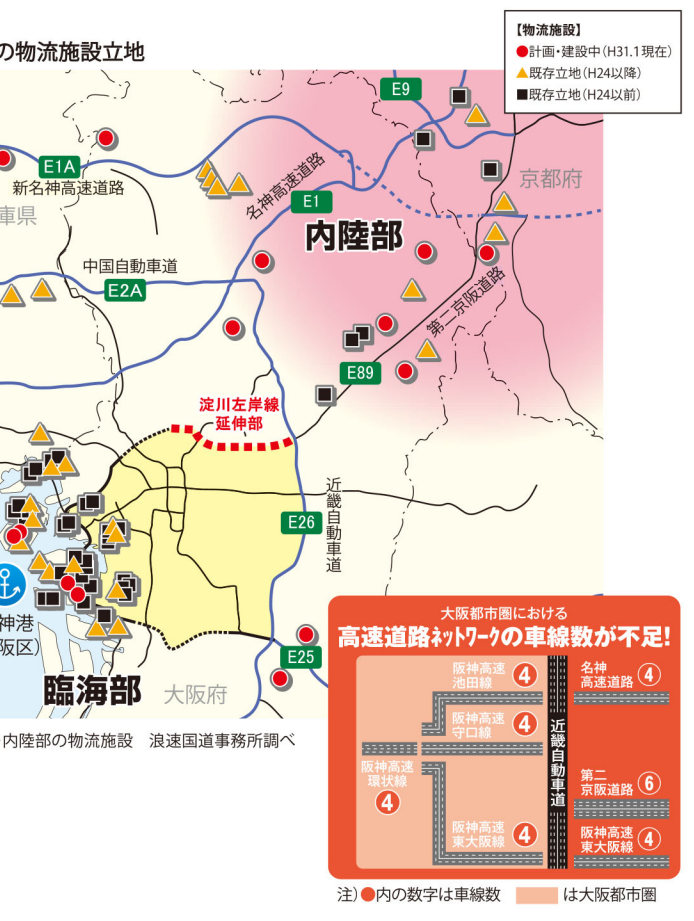 の物流施設立地
【物流施設】
●計画・建設中(H31.1現在)
▲既存立地(H24以降)
■既存立地(H24以前)
E9
E1A
新名神高速道路
名神高速道路
京都府
庫県
E1
内陸部
中国自動車道
E2A
第二京阪道路
E89
淀川左岸線
延伸部
近畿自動車道
E26
神港
阪区)
E25
臨海部
大阪府
内陸部の物流施設 浪速国道事務所調べ
大阪都市圏における
高速道路ネットワークの車線数が不足!
阪神高速
池田線
④
名神
高速道路
④
阪神高速
守口線
④
近畿自動車道
阪神高速
環状線
④
第二
京阪道路
⑥
阪神高速
東大阪線
④
阪神高速
東大阪線
④
注)●内の数字は車線数 は大阪都市圏